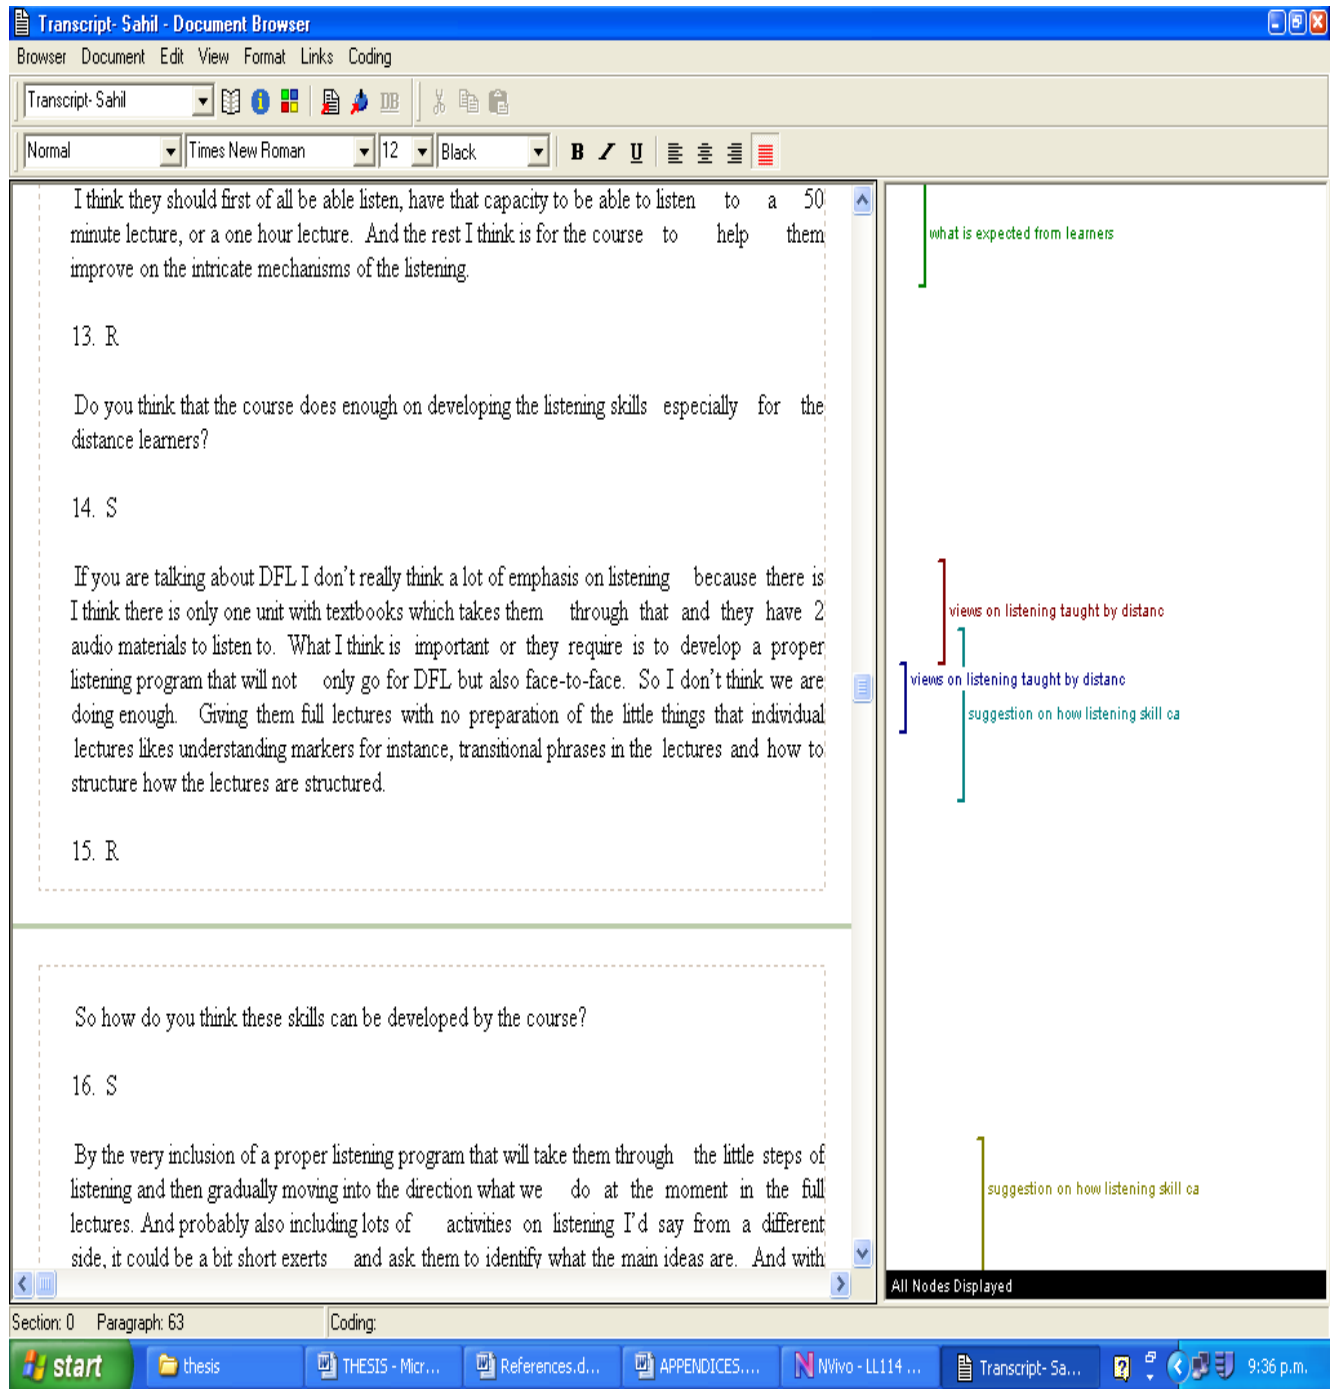 Transcript- Sahil - Document Browser
Browser Document Edit View Format Links Coding
Transcript- Sahil DB
Normal Times New Roman 12 Black B I U
I think they should first of all be able listen, have that capacity to be able to listen to a 50
minute lecture, or a one hour lecture. And the rest I think is for the course to help them
improve on the intricate mechanisms of the listening.
13. R
Do you think that the course does enough on developing the listening skills especially for the
distance learners?
14. S
If you are talking about DFL I don't really think a lot of emphasis on listening because there is
I think there is only one unit with textbooks which takes them through that and they have 2
audio materials to listen to. What I think is important or they require is to develop a proper
listening program that will not only go for DFL but also face-to-face. So I don't think we are
doing enough. Giving them full lectures with no preparation of the little things that individual
lectures likes understanding markers for instance, transitional phrases in the lectures and how to
structure how the lectures are structured.
15. R
So how do you think these skills can be developed by the course?
16. S
By the very inclusion of a proper listening program that will take them through the little steps of
listening and then gradually moving into the direction what we do at the moment in the full
lectures. And probably also including lots of activities on listening I'd say from a different
side, it could be a bit short exerts and ask them to identify what the main ideas are. And with
what is expected from learners
views on listening taught by distanc
views on listening taught by distanc
suggestion on how listening skill ca
suggestion on how listening skill ca
All Nodes Displayed
Section: 0 Paragraph: 63 Coding:
start thesis THESIS - Micr... References.d... APPENDICES.... NVivo - LL114 ... Transcript- Sa... 9:36 p.m.